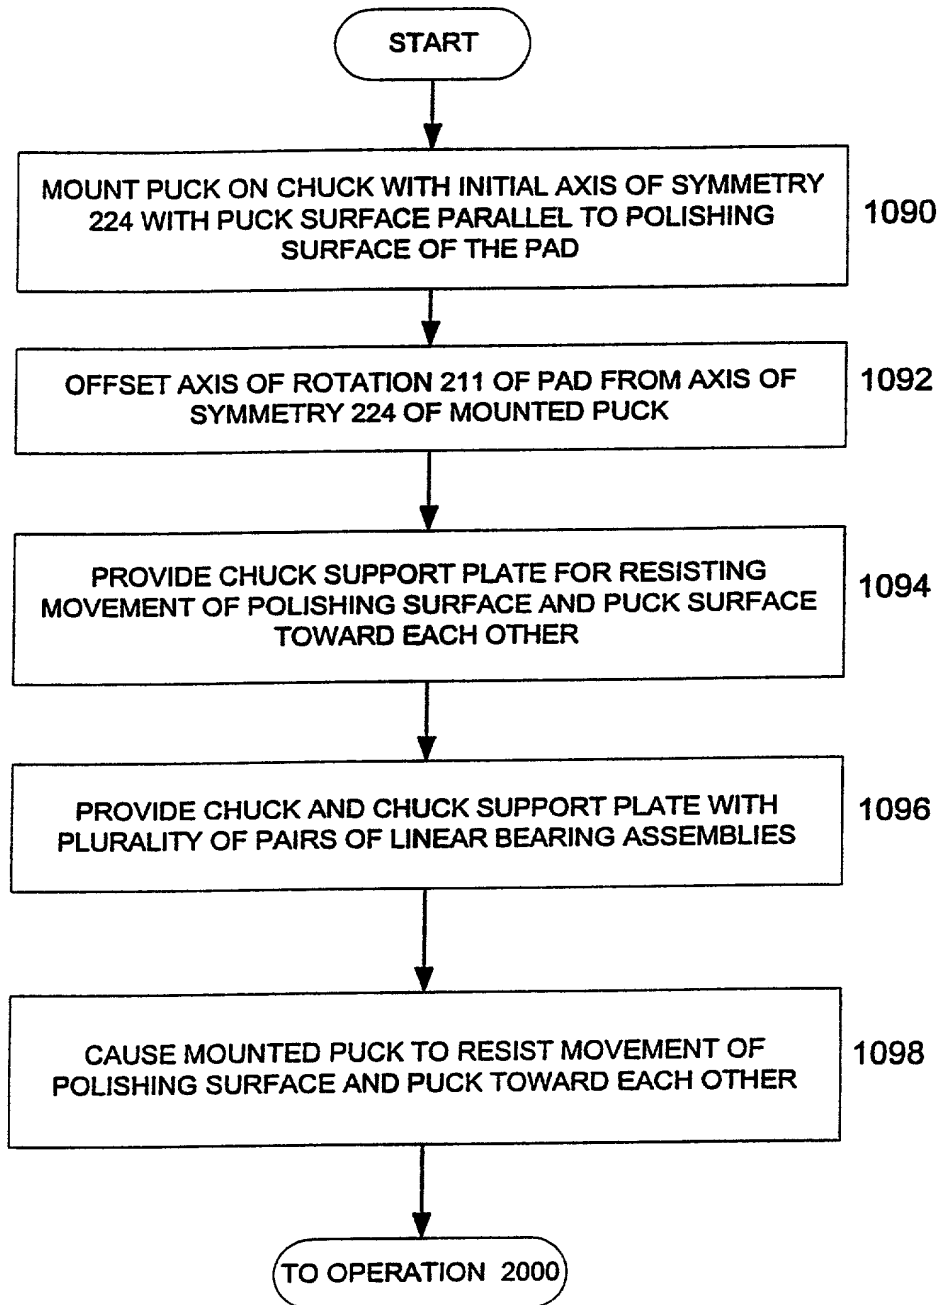 START
MOUNT PUCK ON CHUCK WITH INITIAL AXIS OF SYMMETRY
224 WITH PUCK SURFACE PARALLEL TO POLISHING
SURFACE OF THE PAD
1090
OFFSET AXIS OF ROTATION 211 OF PAD FROM AXIS OF
SYMMETRY 224 OF MOUNTED PUCK
1092
PROVIDE CHUCK SUPPORT PLATE FOR RESISTING
MOVEMENT OF POLISHING SURFACE AND PUCK SURFACE
TOWARD EACH OTHER
1094
PROVIDE CHUCK AND CHUCK SUPPORT PLATE WITH
PLURALITY OF PAIRS OF LINEAR BEARING ASSEMBLIES
1096
CAUSE MOUNTED PUCK TO RESIST MOVEMENT OF
POLISHING SURFACE AND PUCK TOWARD EACH OTHER
1098
TO OPERATION 2000